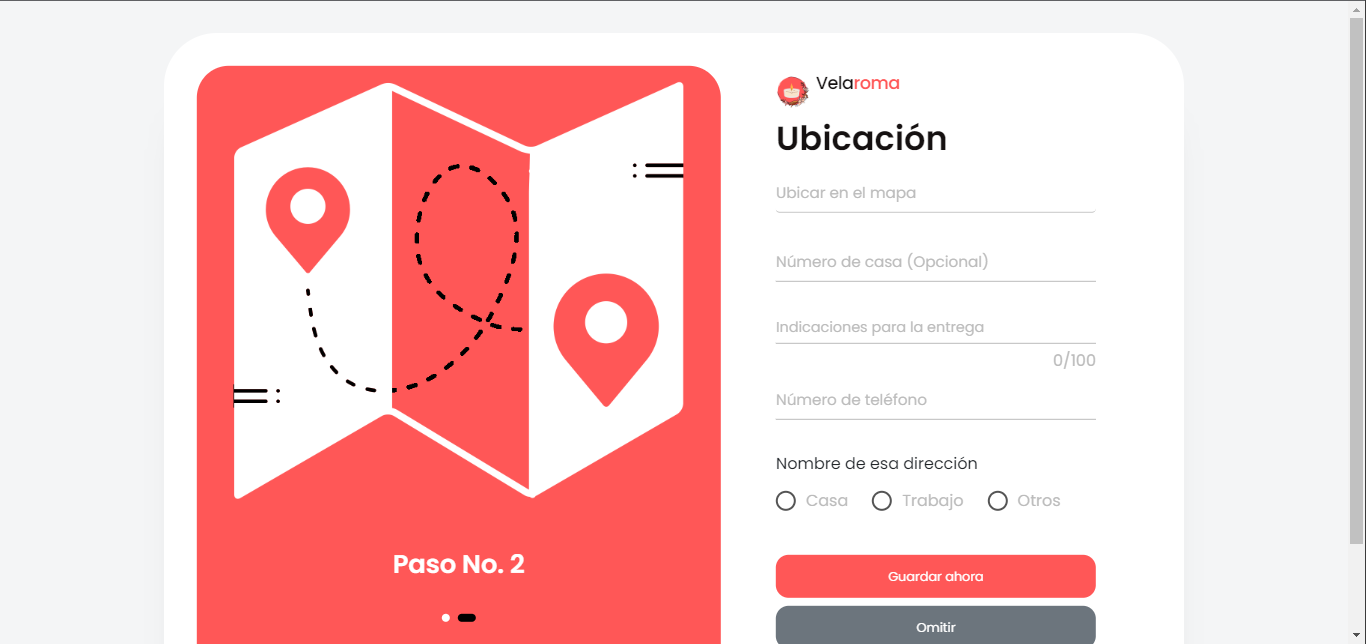 Velaroma
Ubicación
Ubicar en el mapa
Número de casa (Opcional)
Indicaciones para la entrega
0/100
Número de teléfono
Nombre de esa dirección
Casa Trabajo Otros
Guardar ahora
Omitir
Paso No. 2